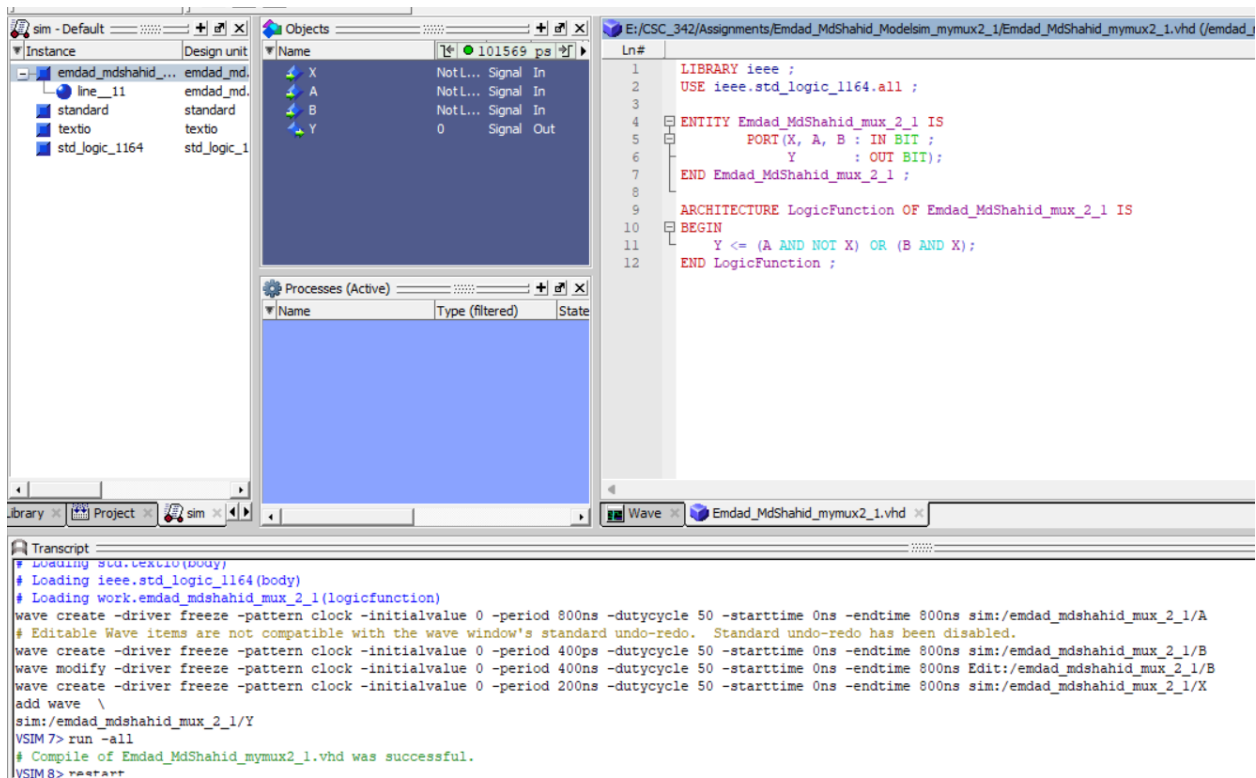 sim - Default
Instance Design unit
emdad_mdshahid_... emdad_md.
line__11 emdad_md.
standard standard
textio textio
std_logic_1164 std_logic_1
Library Project sim
Objects
Name 101569 ps
X Not L... Signal In
A Not L... Signal In
B Not L... Signal In
Y 0 Signal Out
Processes (Active)
Name Type (filtered) State
E:/CSC_342/Assignments/Emdad_MdShahid_Modelsim_mymux2_1/Emdad_MdShahid_mymux2_1.vhd (/emdad_m
Ln#
1 LIBRARY ieee ;
2 USE ieee.std_logic_1164.all ;
3
4 ENTITY Emdad_MdShahid_mux_2_1 IS
5 PORT(X, A, B : IN BIT ;
6 Y : OUT BIT);
7 END Emdad_MdShahid_mux_2_1 ;
8
9 ARCHITECTURE LogicFunction OF Emdad_MdShahid_mux_2_1 IS
10 BEGIN
11 Y <= (A AND NOT X) OR (B AND X);
12 END LogicFunction ;
Wave Emdad_MdShahid_mymux2_1.vhd
Transcript
# Loading std.textio(body)
# Loading ieee.std_logic_1164(body)
# Loading work.emdad_mdshahid_mux_2_1(logicfunction)
wave create -driver freeze -pattern clock -initialvalue 0 -period 800ns -dutycycle 50 -starttime 0ns -endtime 800ns sim:/emdad_mdshahid_mux_2_1/A
# Editable Wave items are not compatible with the wave window's standard undo-redo. Standard undo-redo has been disabled.
wave create -driver freeze -pattern clock -initialvalue 0 -period 400ps -dutycycle 50 -starttime 0ns -endtime 800ns sim:/emdad_mdshahid_mux_2_1/B
wave modify -driver freeze -pattern clock -initialvalue 0 -period 400ns -dutycycle 50 -starttime 0ns -endtime 800ns Edit:/emdad_mdshahid_mux_2_1/B
wave create -driver freeze -pattern clock -initialvalue 0 -period 200ns -dutycycle 50 -starttime 0ns -endtime 800ns sim:/emdad_mdshahid_mux_2_1/X
add wave \
sim:/emdad_mdshahid_mux_2_1/Y
VSIM 7> run -all
# Compile of Emdad_MdShahid_mymux2_1.vhd was successful.
VSIM 8> restart